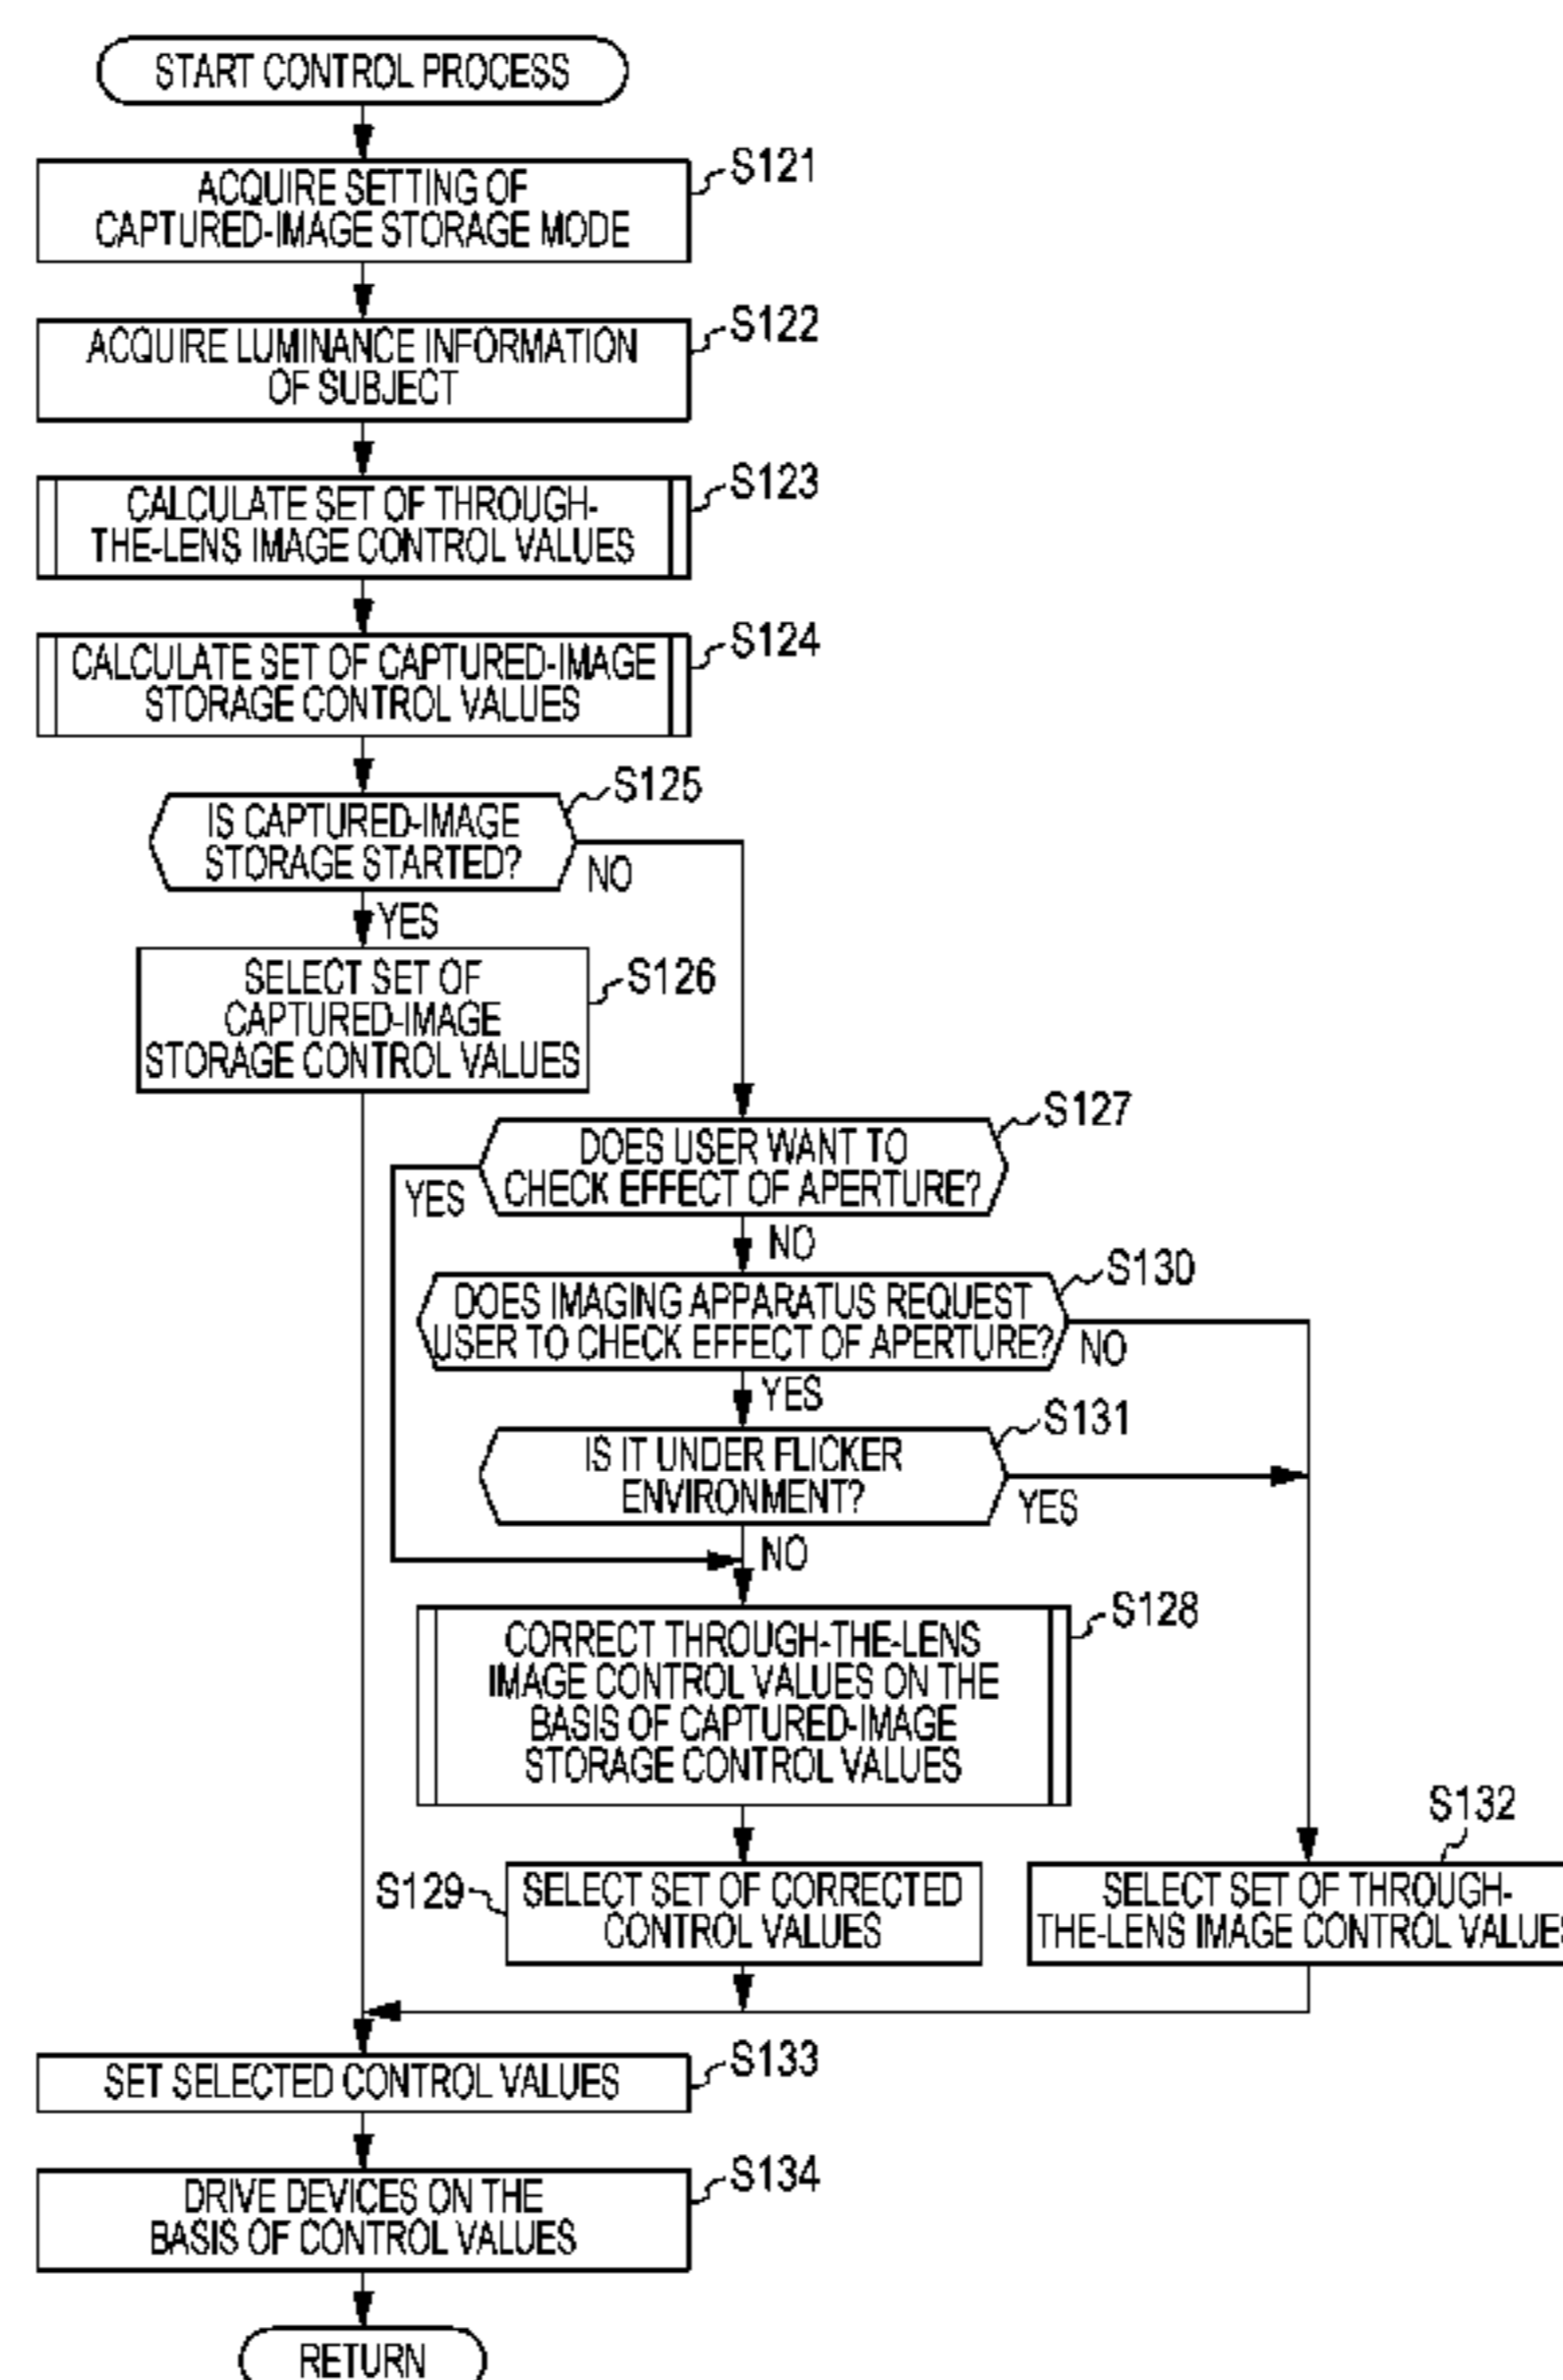 START CONTROL PROCESS
ACQUIRE SETTING OF
CAPTURED-IMAGE STORAGE MODE
S121
ACQUIRE LUMINANCE INFORMATION
OF SUBJECT
S122
CALCULATE SET OF THROUGH-
THE-LENS IMAGE CONTROL VALUES
S123
CALCULATE SET OF CAPTURED-IMAGE
STORAGE CONTROL VALUES
S124
IS CAPTURED-IMAGE
STORAGE STARTED?
S125
NO
YES
SELECT SET OF
CAPTURED-IMAGE
STORAGE CONTROL VALUES
S126
DOES USER WANT TO
CHECK EFFECT OF APERTURE?
S127
YES
NO
DOES IMAGING APPARATUS REQUEST
USER TO CHECK EFFECT OF APERTURE?
S130
NO
YES
IS IT UNDER FLICKER
ENVIRONMENT?
S131
YES
NO
CORRECT THROUGH-THE-LENS
IMAGE CONTROL VALUES ON THE
BASIS OF CAPTURED-IMAGE
STORAGE CONTROL VALUES
S128
S129
SELECT SET OF CORRECTED
CONTROL VALUES
S132
SELECT SET OF THROUGH-
THE-LENS IMAGE CONTROL VALUES
SET SELECTED CONTROL VALUES
S133
DRIVE DEVICES ON THE
BASIS OF CONTROL VALUES
S134
RETURN